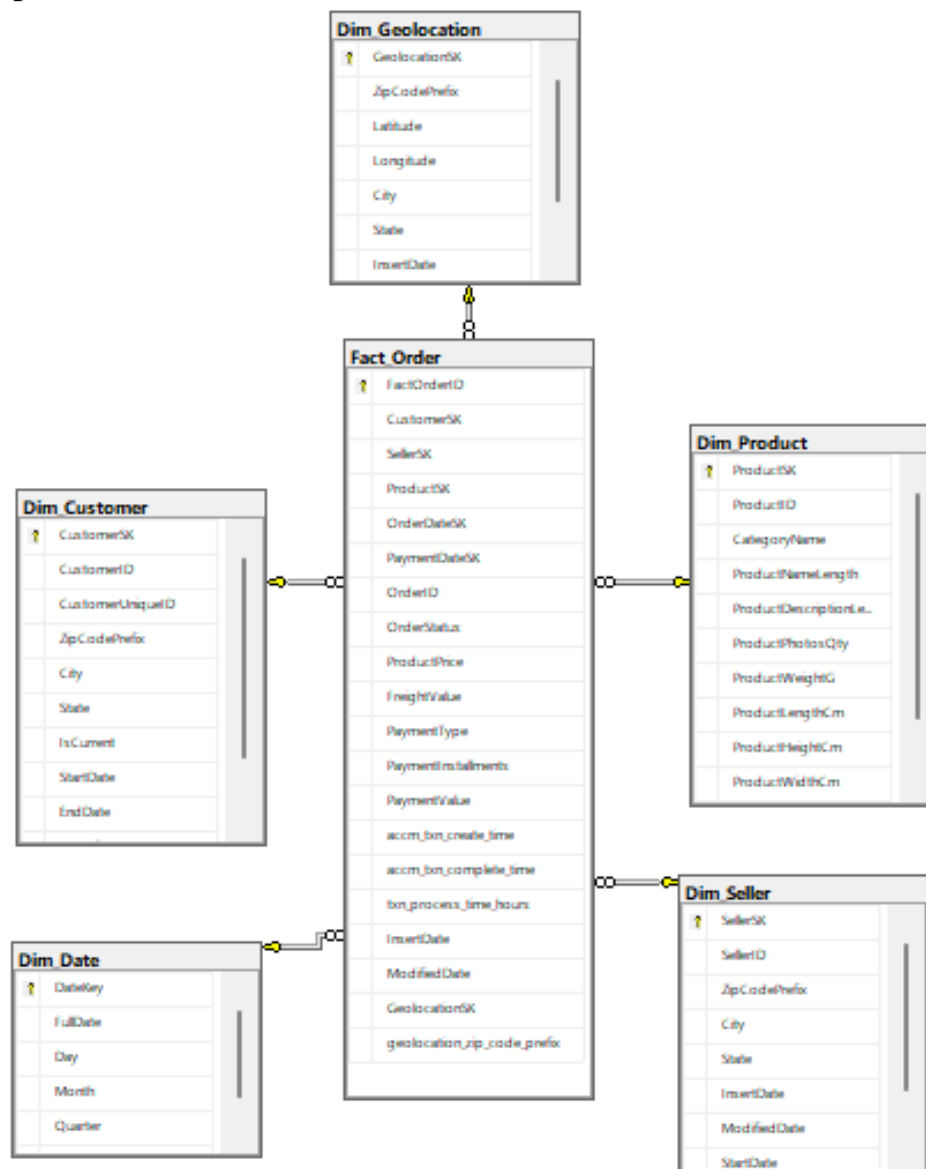 Dim_Geolocation
GeolocationSK
ZipCodePrefix
Latitude
Longitude
City
State
InsertDate
Fact_Order
FactOrderID
CustomerSK
SellerSK
ProductSK
OrderDateSK
PaymentDateSK
OrderID
OrderStatus
ProductPrice
FreightValue
PaymentType
PaymentInstallments
PaymentValue
accm_txn_create_time
accm_txn_complete_time
txn_process_time_hours
InsertDate
ModifiedDate
GeolocationSK
geolocation_zip_code_prefix
Dim_Customer
CustomerSK
CustomerID
CustomerUniqueID
ZipCodePrefix
City
State
IsCurrent
StartDate
EndDate
Dim_Product
ProductSK
ProductID
CategoryName
ProductNameLength
ProductDescriptionLe...
ProductPhotosQty
ProductWeightG
ProductLengthCm
ProductHeightCm
ProductWidthCm
Dim_Date
DateKey
FullDate
Day
Month
Quarter
Dim_Seller
SellerSK
SellerID
ZipCodePrefix
City
State
InsertDate
ModifiedDate
StartDate